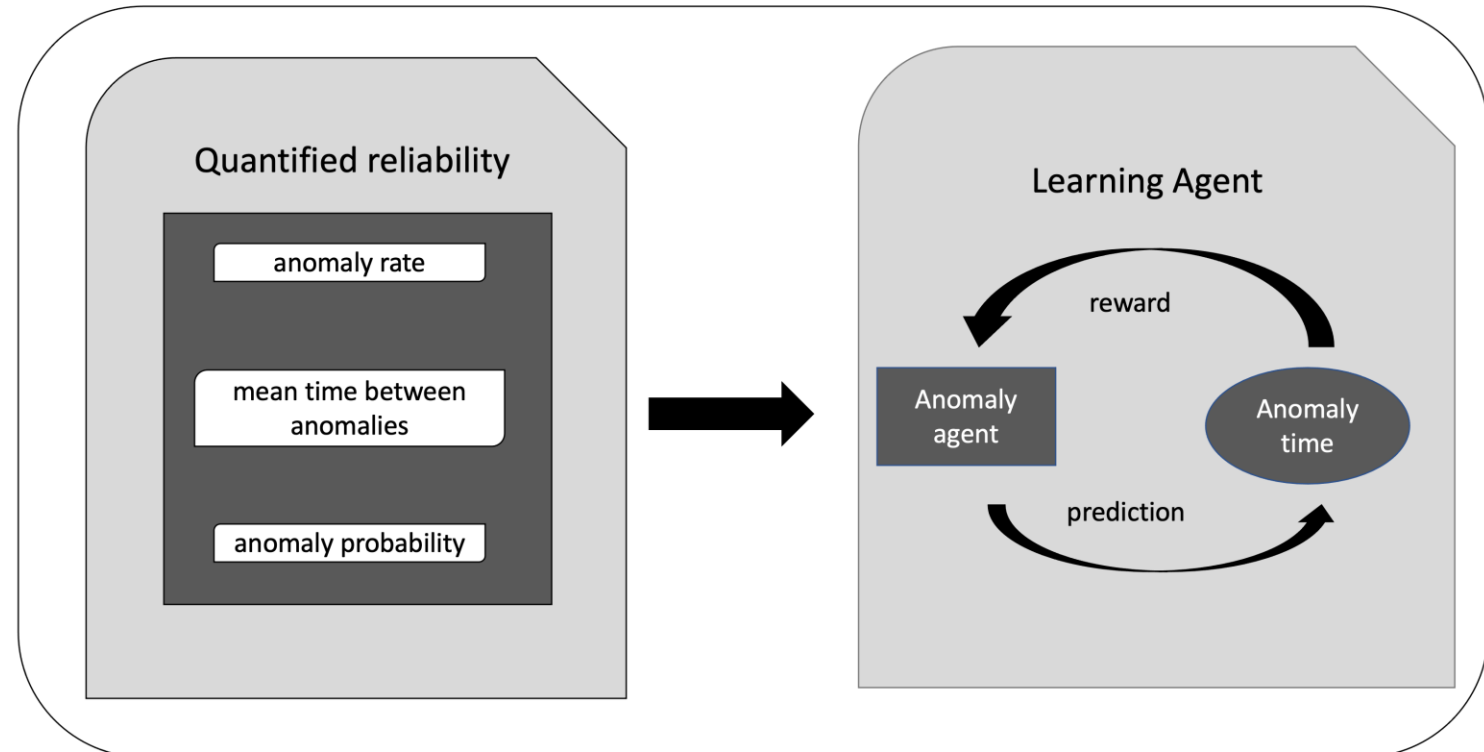 Quantified reliability
anomaly rate
mean time between
anomalies
anomaly probability
Learning Agent
reward
Anomaly
agent
Anomaly
time
prediction